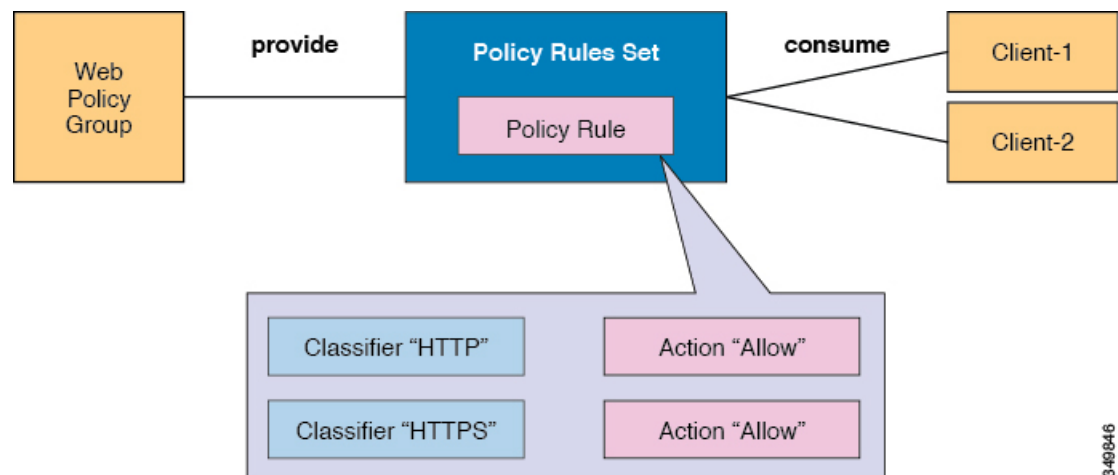 Web
Policy
Group
provide
Policy Rules Set
Policy Rule
consume
Client-1
Client-2
Classifier “HTTP”
Action “Allow”
Classifier “HTTPS”
Action “Allow”
349846